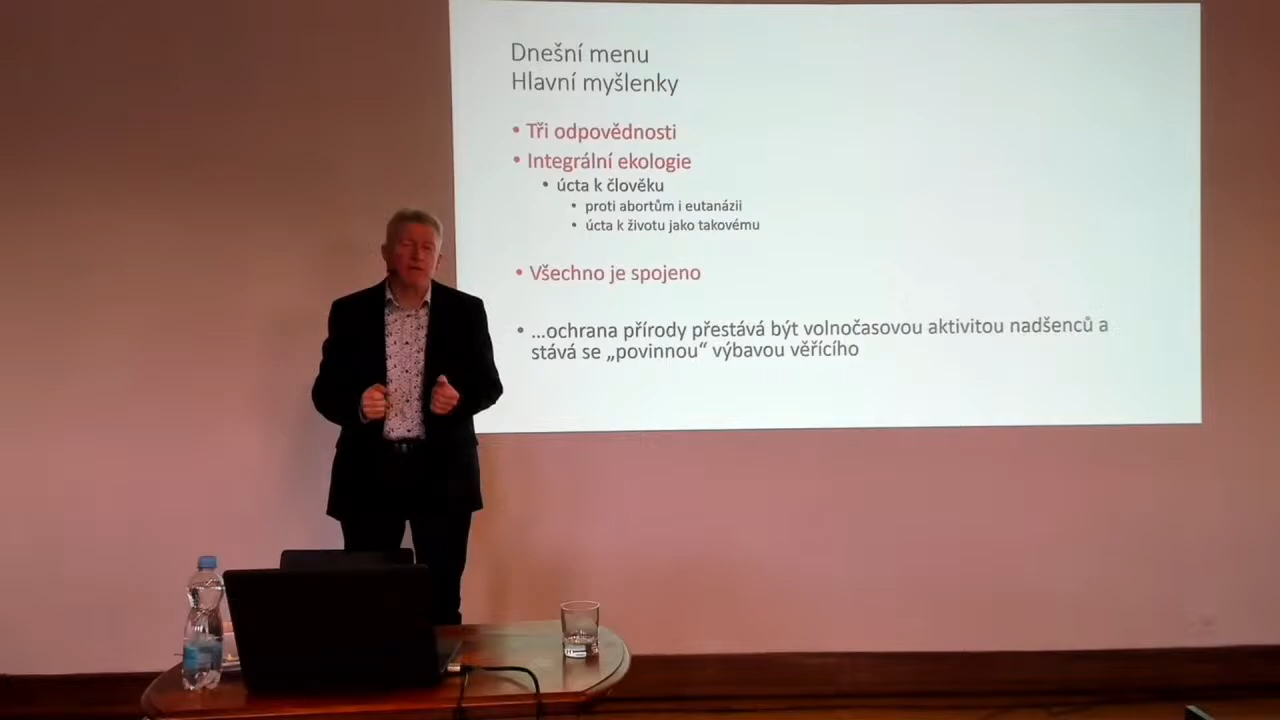 Dnešní menu
Hlavní myšlenky
• Tři odpovědnosti
• Integrální ekologie
• úcta k člověku
• proti abortům i eutanázii
• úcta k životu jako takovému
• Všechno je spojeno
• ...ochrana přírody přestává být volnočasovou aktivitou nadšenců a
stává se „povinnou“ výbavou věřícího